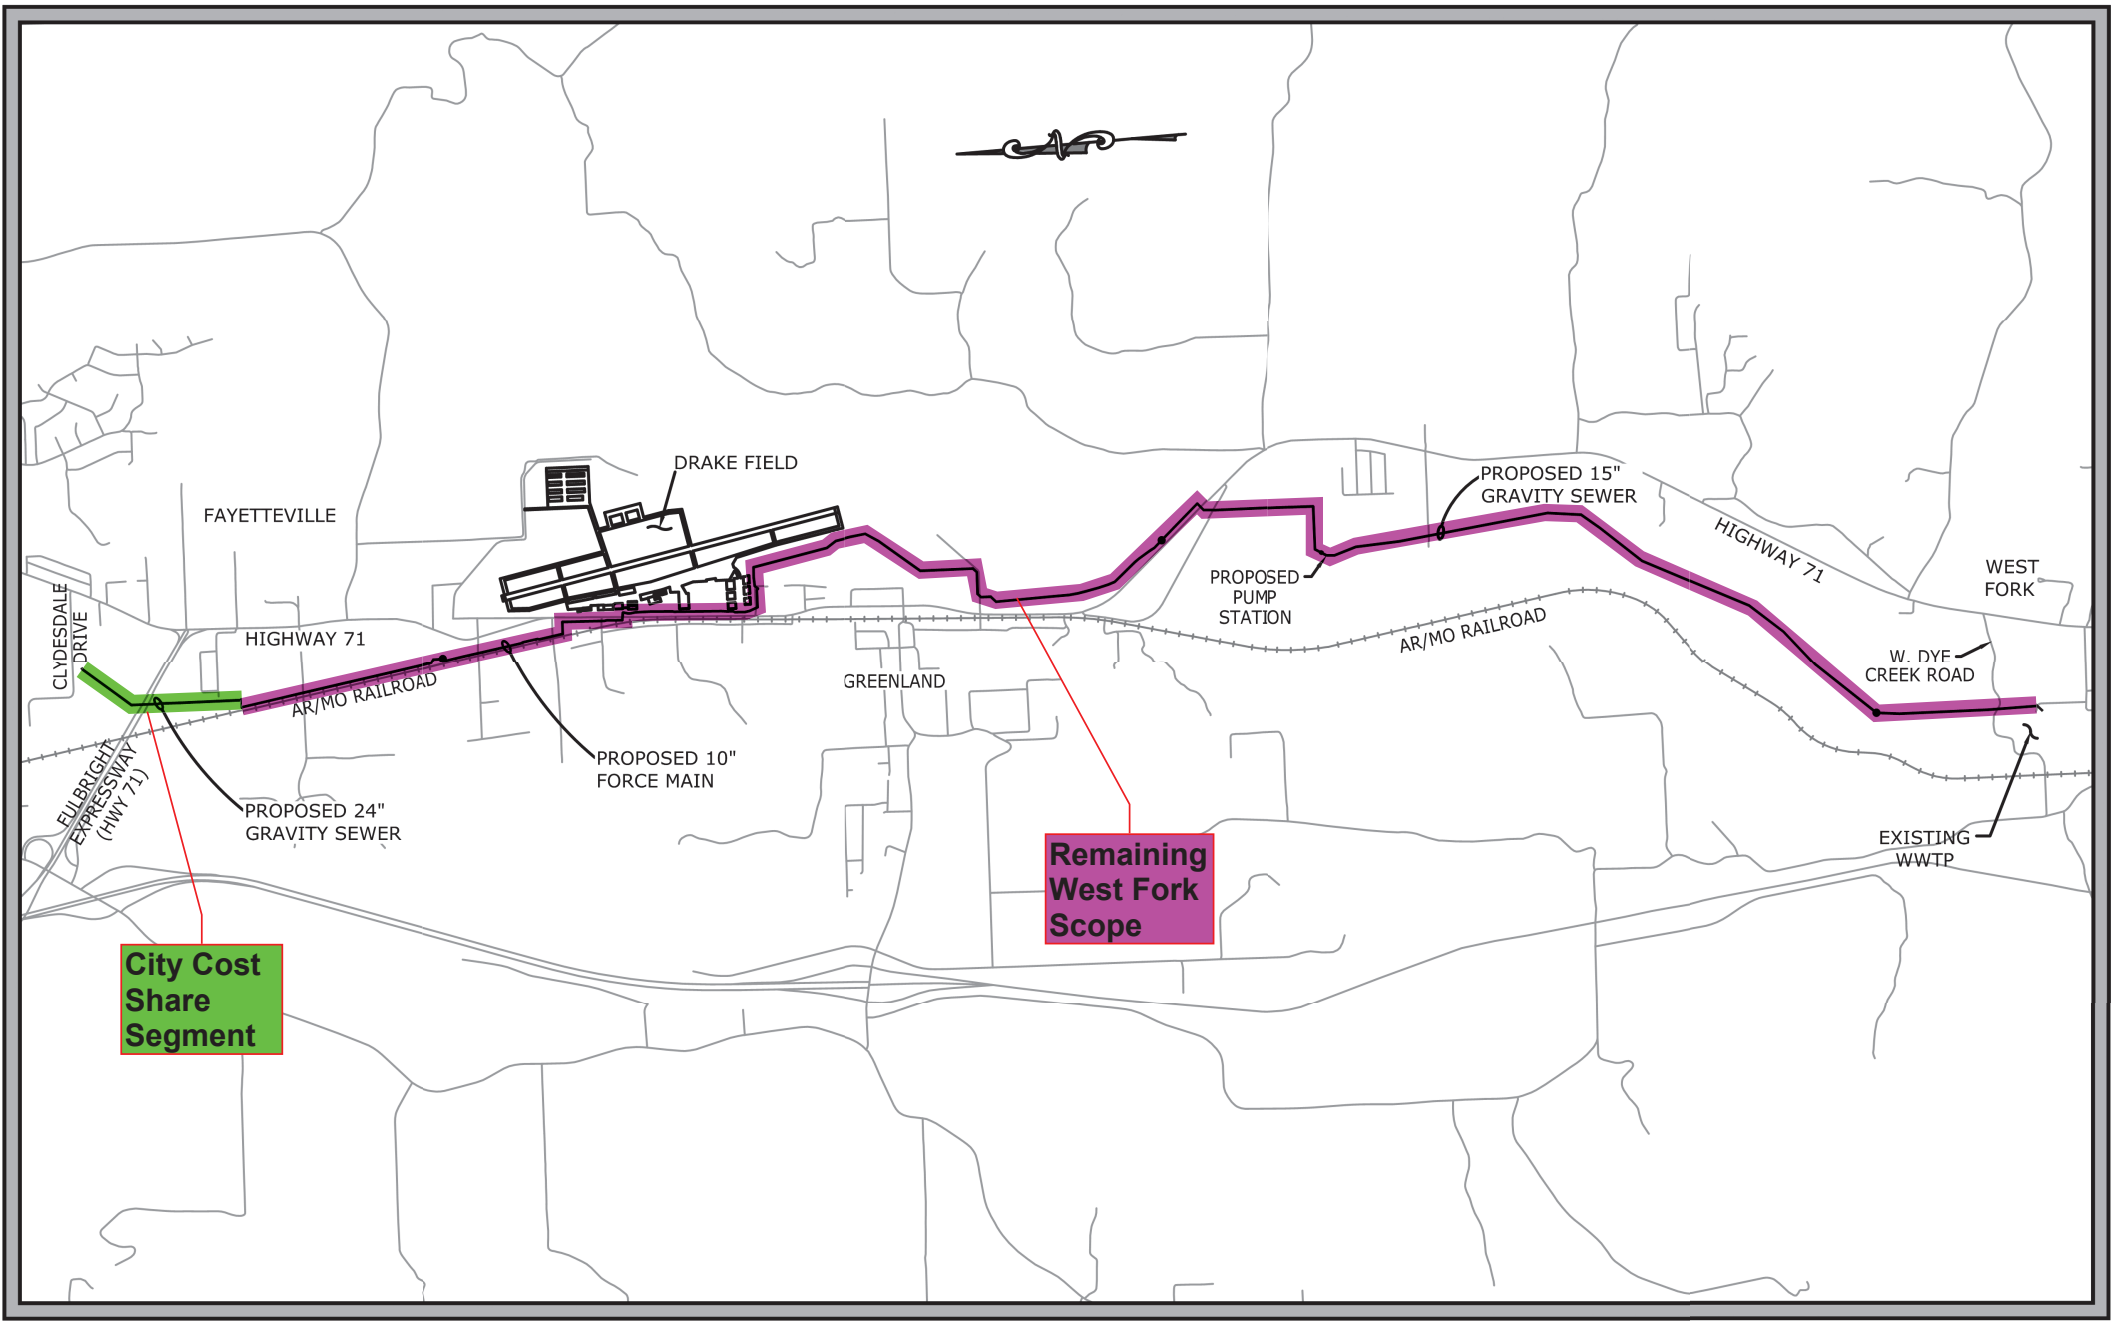 N
DRAKE FIELD
PROPOSED 15"
GRAVITY SEWER
FAYETTEVILLE
HIGHWAY 71
WEST
FORK
PROPOSED
PUMP
STATION
CLYDESDALE
DRIVE
HIGHWAY 71
AR/MO RAILROAD
W. DYE
CREEK ROAD
GREENLAND
AR/MO RAILROAD
PROPOSED 10"
FORCE MAIN
FULBRIGHT
EXPRESSWAY
(HWY 71)
PROPOSED 24"
GRAVITY SEWER
EXISTING
WWTP
Remaining
West Fork
Scope
City Cost
Share
Segment